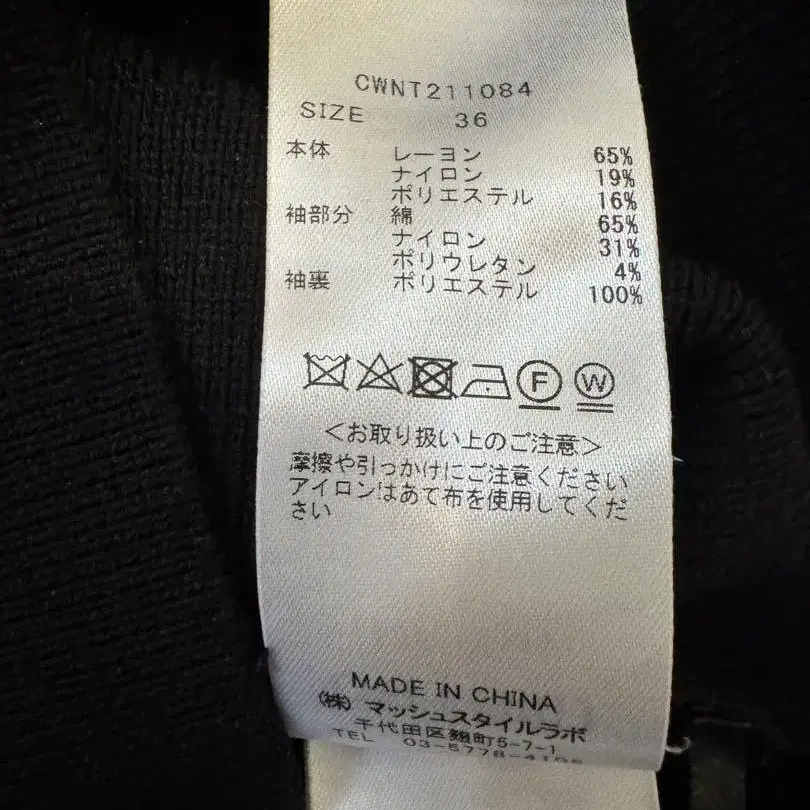 CWNT211084
SIZE 36
本体 レーヨン 65%
ナイロン 19%
ポリエステル 16%
袖部分 綿 65%
ナイロン 31%
ポリウレタン 4%
袖裏 ポリエステル 100%
F W
<お取り扱い上のご注意>
摩擦や引っかけにご注意ください
アイロンはあて布を使用してくだ
さい
MADE IN CHINA
(株)マッシュスタイルラボ
千代田区麹町5-7-1
TEL 03-5778-